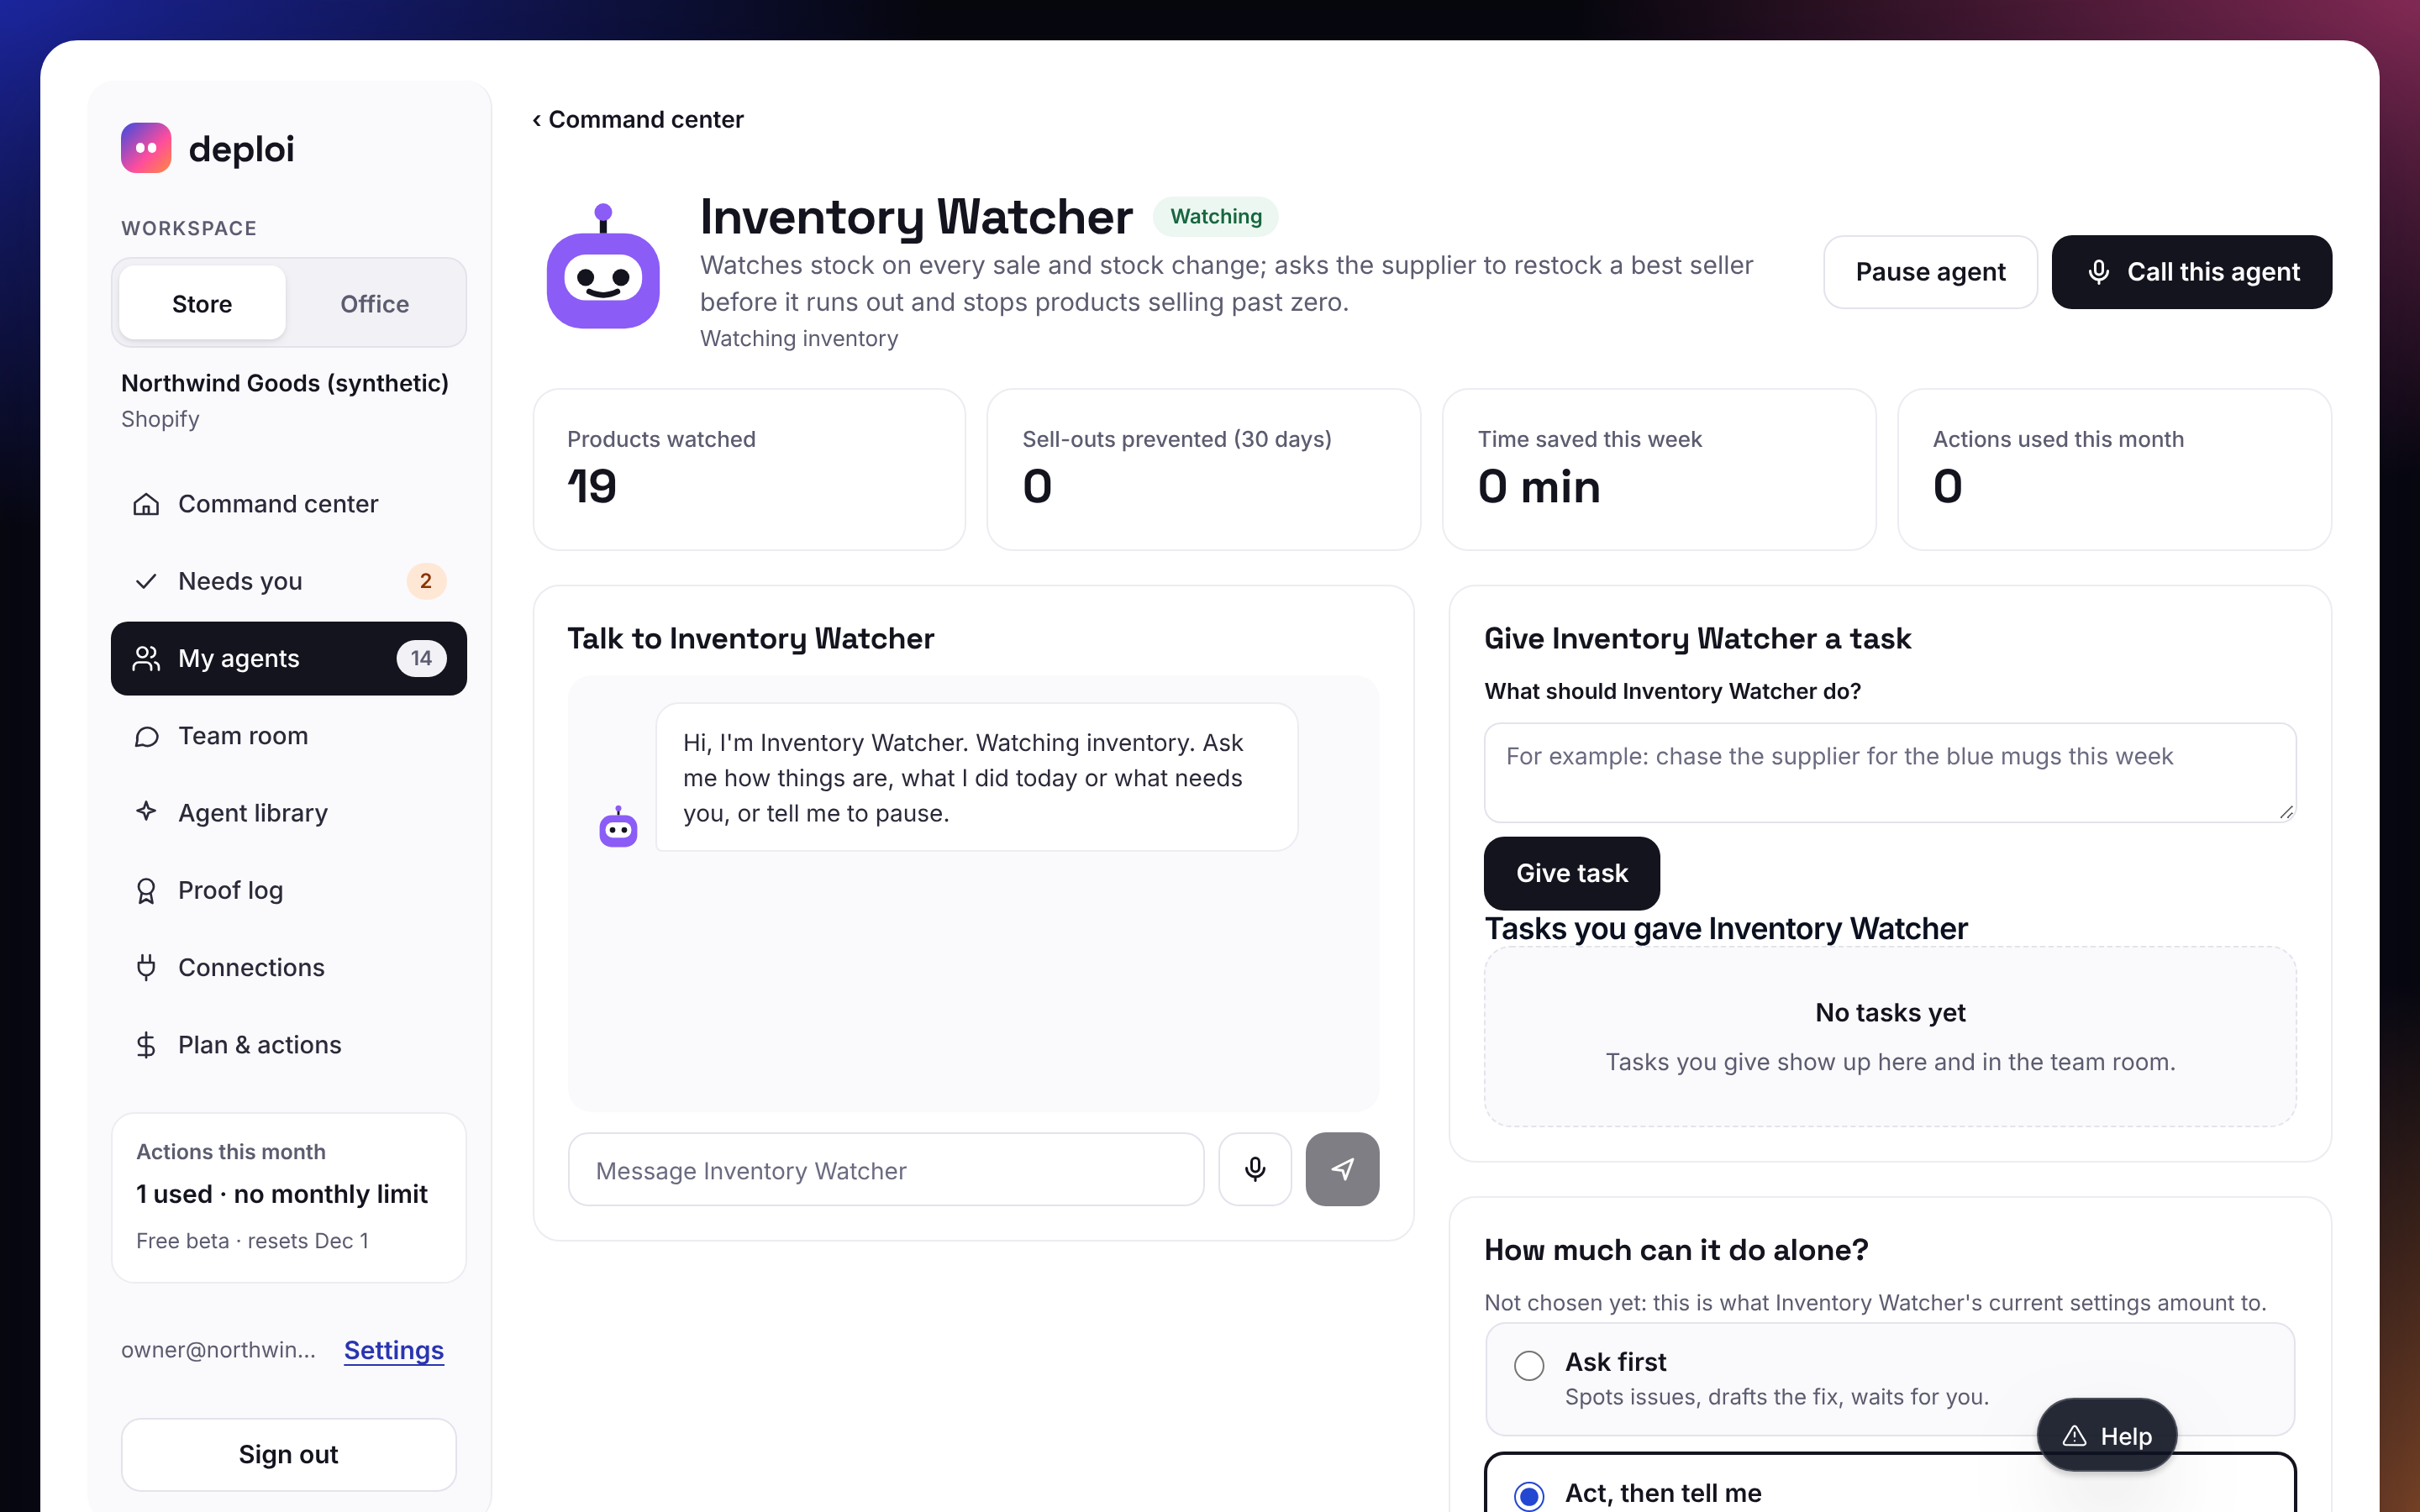 deploi
WORKSPACE
Store
Office
Northwind Goods (synthetic)
Shopify
Command center
Needs you
2
My agents
14
Team room
Agent library
Proof log
Connections
Plan & actions
Actions this month
1 used · no monthly limit
Free beta · resets Dec 1
owner@northwin...
Settings
Sign out
‹ Command center
Inventory Watcher
Watching
Watches stock on every sale and stock change; asks the supplier to restock a best seller
before it runs out and stops products selling past zero.
Watching inventory
Pause agent
Call this agent
Products watched
19
Sell-outs prevented (30 days)
0
Time saved this week
0 min
Actions used this month
0
Talk to Inventory Watcher
Hi, I'm Inventory Watcher. Watching inventory. Ask
me how things are, what I did today or what needs
you, or tell me to pause.
Message Inventory Watcher
Give Inventory Watcher a task
What should Inventory Watcher do?
For example: chase the supplier for the blue mugs this week
Give task
Tasks you gave Inventory Watcher
No tasks yet
Tasks you give show up here and in the team room.
How much can it do alone?
Not chosen yet: this is what Inventory Watcher's current settings amount to.
Ask first
Spots issues, drafts the fix, waits for you.
Help
Act, then tell me